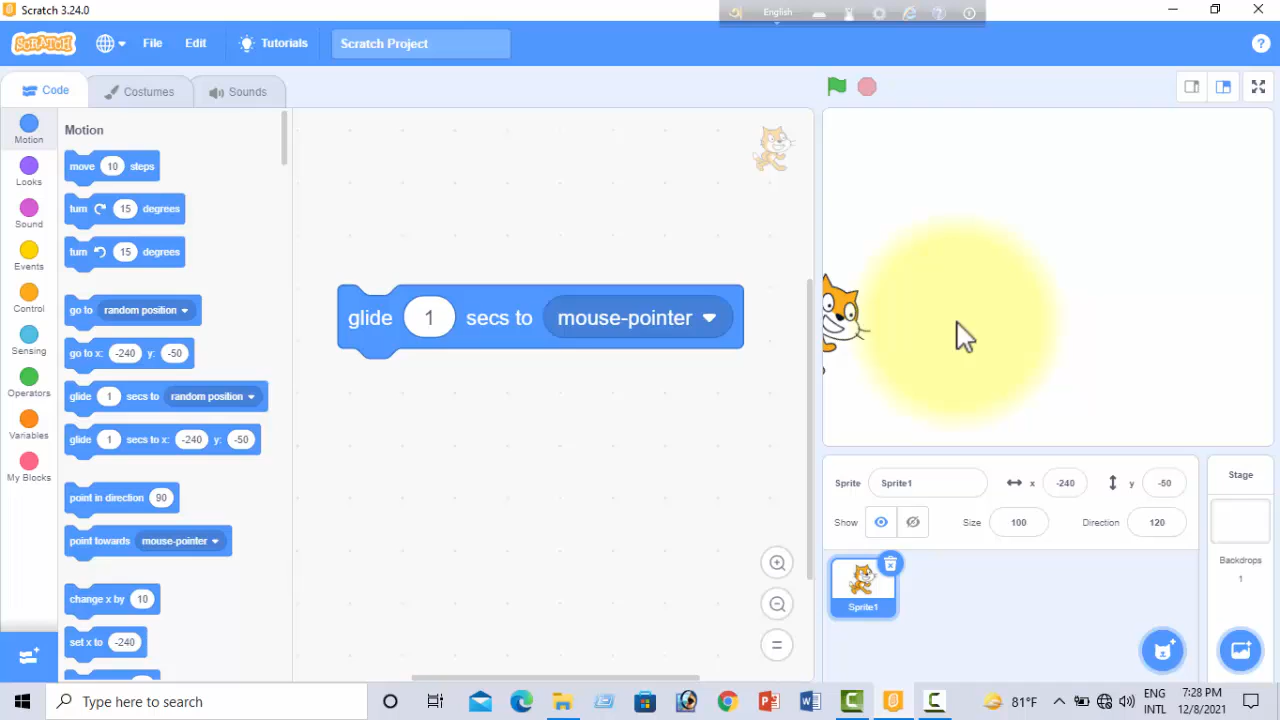 Scratch 3.24.0
English
SCRATCH
File
Edit
Tutorials
Scratch Project
?
Code
Costumes
Sounds
Motion
Looks
Sound
Events
Control
Sensing
Operators
Variables
My Blocks
Motion
move 10 steps
turn 15 degrees
turn 15 degrees
go to random position
go to x: -240 y: -50
glide 1 secs to random position
glide 1 secs to x: -240 y: -50
point in direction 90
point towards mouse-pointer
change x by 10
set x to -240
glide 1 secs to mouse-pointer
Sprite Sprite1 x -240 y -50
Show Size 100 Direction 120
Sprite1
Stage
Backdrops
1
Type here to search
81°F
ENG
INTL
7:28 PM
12/8/2021